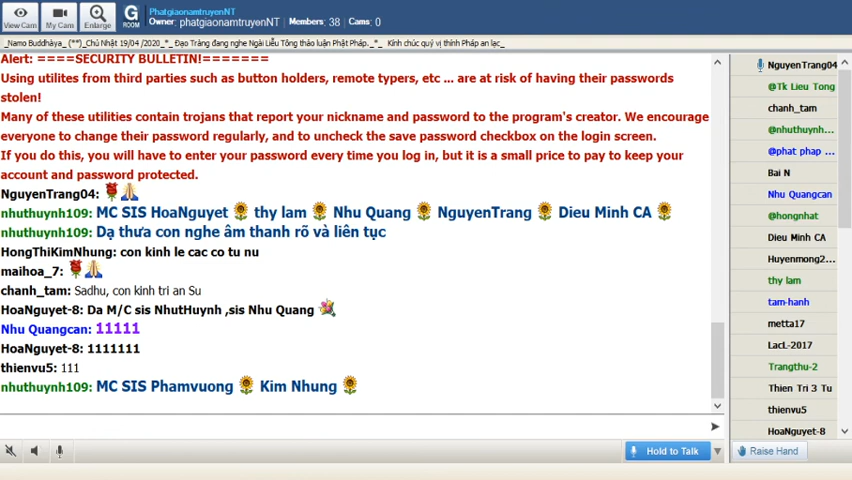 View Cam
My Cam
Enlarge
G
ROOM
PhatgiaonamtruyenNT
Owner: phatgiaonamtruyenNT Members: 38 Cams: 0
_Namo Buddhàya_ (**)_Chủ Nhật 19/04 /2020_*_ Đạo Tràng đang nghe Ngài Liễu Tông thảo luận Phật Pháp._*_ Kính chúc quý vị thính Pháp an lạc_
Alert: ====SECURITY BULLETIN!=======
Using utilites from third parties such as button holders, remote typers, etc ... are at risk of having their passwords
stolen!
Many of these utilities contain trojans that report your nickname and password to the program's creator. We encourage
everyone to change their password regularly, and to uncheck the save password checkbox on the login screen.
If you do this, you will have to enter your password every time you log in, but it is a small price to pay to keep your
account and password protected.
NguyenTrang04: 🌹🙏
nhuthuynh109: MC SIS HoaNguyet 🌻 thy lam 🌻 Nhu Quang 🌻 NguyenTrang 🌻 Dieu Minh CA 🌻
nhuthuynh109: Dạ thưa con nghe âm thanh rõ và liên tục
HongThiKimNhung: con kinh le cac co tu nu
maihoa_7: 🌹🙏
chanh_tam: Sadhu, con kinh tri an Su
HoaNguyet-8: Da M/C sis NhutHuynh ,sis Nhu Quang 💐
Nhu Quangcan: 11111
HoaNguyet-8: 1111111
thienvu5: 111
nhuthuynh109: MC SIS Phamvuong 🌻 Kim Nhung 🌻
Hold to Talk
NguyenTrang04
@Tk Lieu Tong
chanh_tam
@nhuthuynh...
@phat phap ...
Bai N
Nhu Quangcan
@hongnhat
Dieu Minh CA
Huyenmong2...
thy lam
tam-hanh
metta17
LacL-2017
Trangthu-2
Thien Tri 3 Tu
thienvu5
HoaNguyet-8
Raise Hand